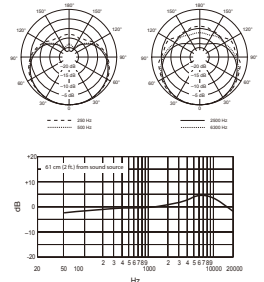 180° 180°
150° 150° 150° 150°
120° 120° 120° 120°
90° 90° 90° 90°
–20 dB –20 dB
–15 dB –15 dB
–10 dB –10 dB
–5 dB –5 dB
60° 60° 60° 60°
30° 30° 30° 30°
0 0
250 Hz 2500 Hz
500 Hz 6300 Hz
+20
61 cm (2 ft.) from sound source
+10
dB
0
–10
–20
2 3 4 5 6 7 8 9 2 3 4 5 6 7 8 9
20 50 100 1000 10000 20000
Hz